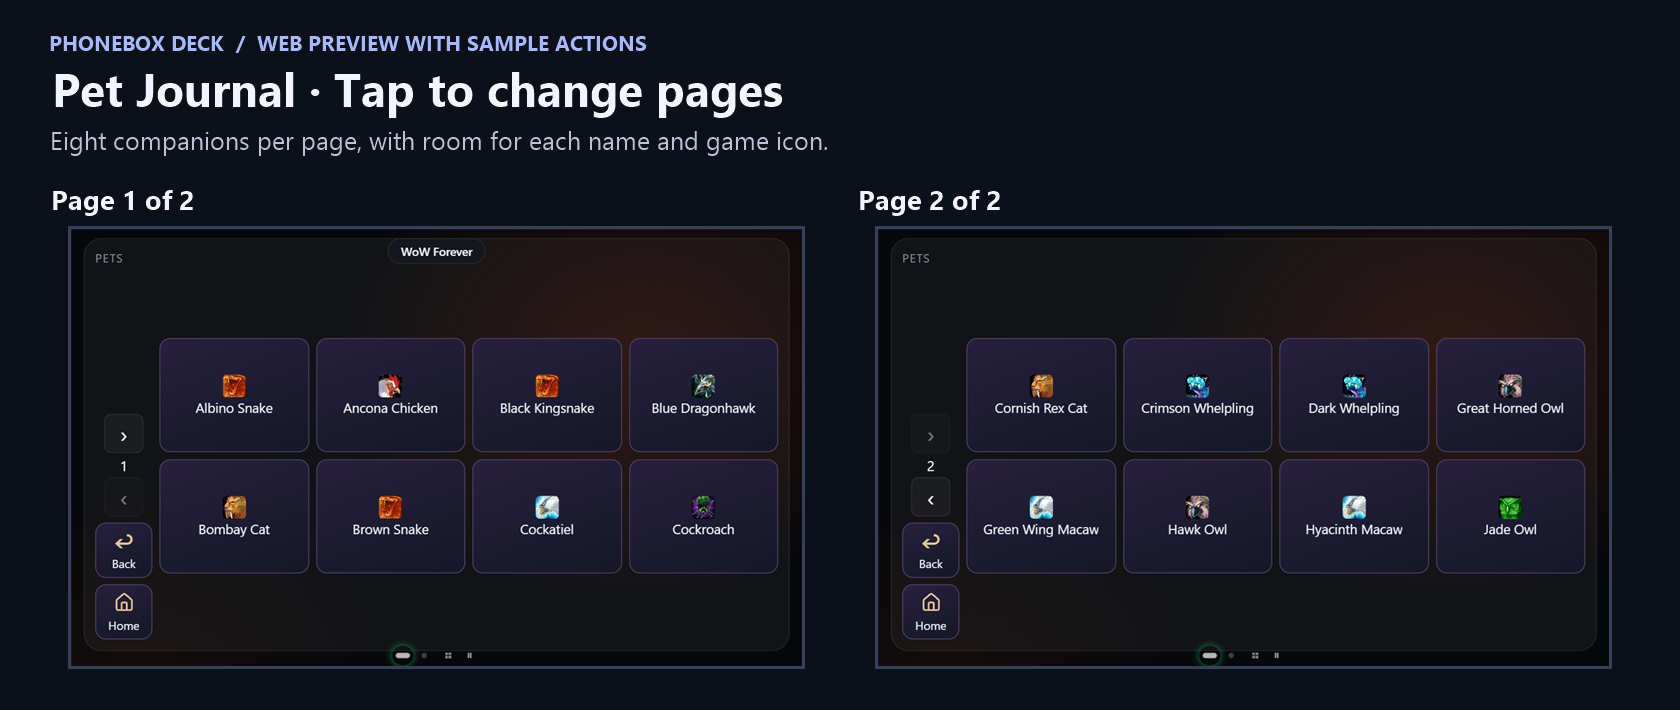 PHONEBOX DECK / WEB PREVIEW WITH SAMPLE ACTIONS
Pet Journal · Tap to change pages
Eight companions per page, with room for each name and game icon.
Page 1 of 2
PETS
WoW Forever
Albino Snake
Ancona Chicken
Black Kingsnake
Blue Dragonhawk
›
1
‹
Bombay Cat
Brown Snake
Cockatiel
Cockroach
Back
Home
Page 2 of 2
PETS
Cornish Rex Cat
Crimson Whelpling
Dark Whelpling
Great Horned Owl
›
2
‹
Green Wing Macaw
Hawk Owl
Hyacinth Macaw
Jade Owl
Back
Home